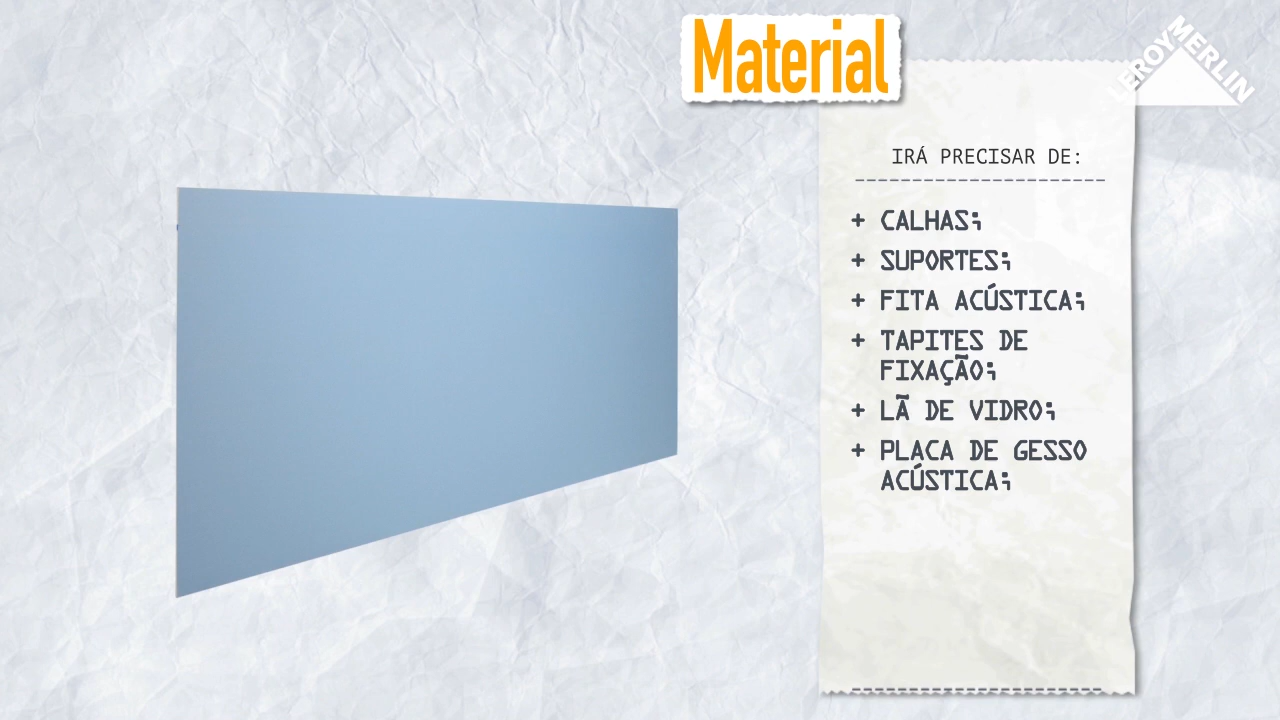 Material
LEROY MERLIN
IRÁ PRECISAR DE:
+ CALHAS;
+ SUPORTES;
+ FITA ACÚSTICA;
+ TAPITES DE
FIXAÇÃO;
+ LÃ DE VIDRO;
+ PLACA DE GESSO
ACÚSTICA;